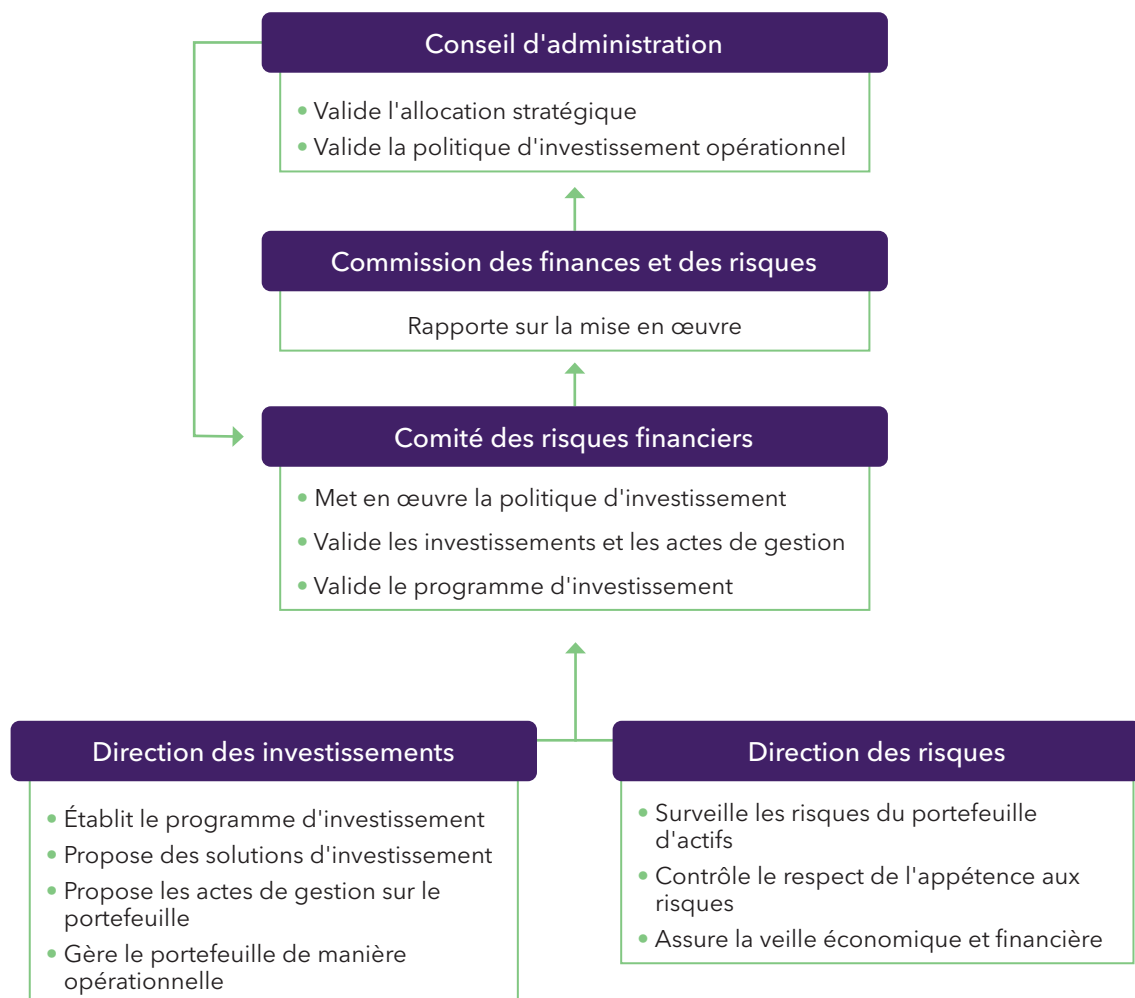 Conseil d'administration
• Valide l'allocation stratégique
• Valide la politique d'investissement opérationnel
Commission des finances et des risques
Rapporte sur la mise en œuvre
Comité des risques financiers
• Met en œuvre la politique d'investissement
• Valide les investissements et les actes de gestion
• Valide le programme d'investissement
Direction des investissements
• Établit le programme d'investissement
• Propose des solutions d'investissement
• Propose les actes de gestion sur le
portefeuille
• Gère le portefeuille de manière
opérationnelle
Direction des risques
• Surveille les risques du portefeuille
d'actifs
• Contrôle le respect de l'appétence aux
risques
• Assure la veille économique et financière